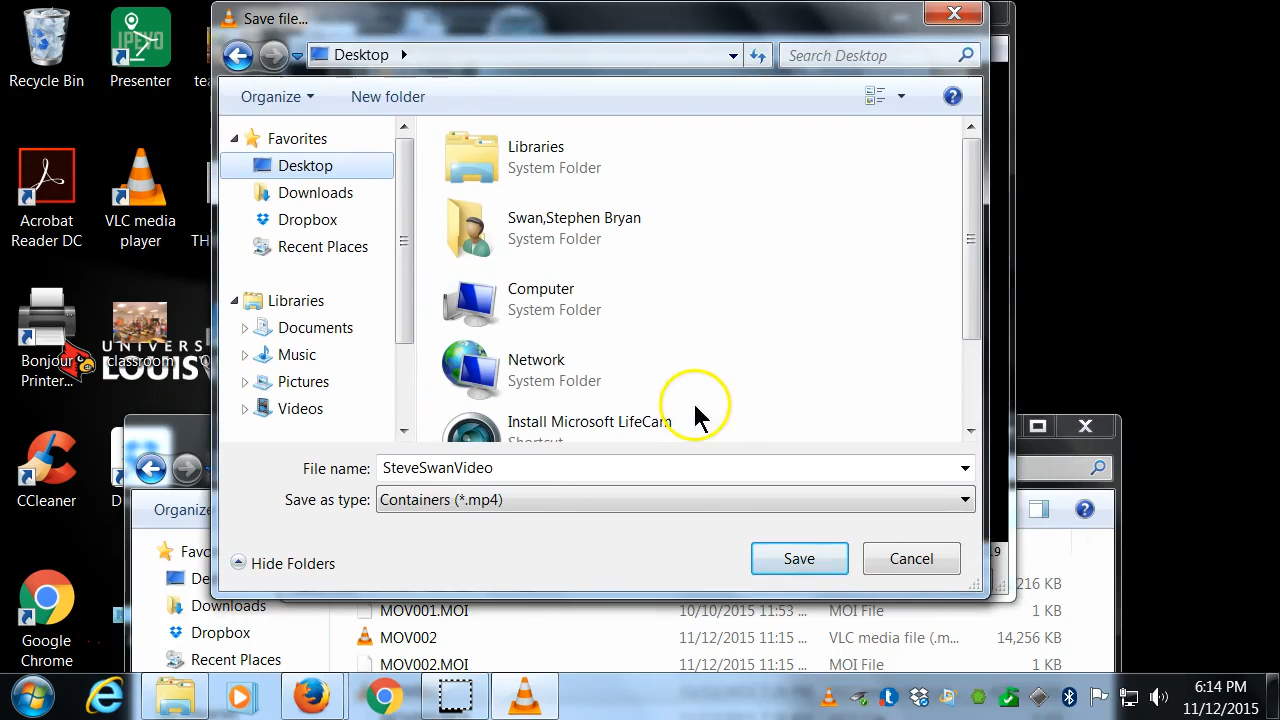 Save file...
Desktop
Search Desktop
Organize
New folder
Favorites
Desktop
Downloads
Dropbox
Recent Places
Libraries
Documents
Music
Pictures
Videos
Libraries
System Folder
Swan,Stephen Bryan
System Folder
Computer
System Folder
Network
System Folder
Install Microsoft LifeCam
Shortcut
File name: SteveSwanVideo
Save as type: Containers (*.mp4)
Hide Folders
Save
Cancel
Recycle Bin
Presenter
Acrobat
Reader DC
VLC media
player
Bonjour
Printer...
classroom
UNIVER
LOUIS
CCleaner
Google
Chrome
Downloads
Dropbox
Recent Places
216 KB
MOV001.MOI 10/10/2015 11:53 ... MOI File 1 KB
MOV002 11/12/2015 11:15 ... VLC media file (.m... 14,256 KB
MOV002.MOI 11/12/2015 11:15 ... MOI File 1 KB
6:14 PM
11/12/2015